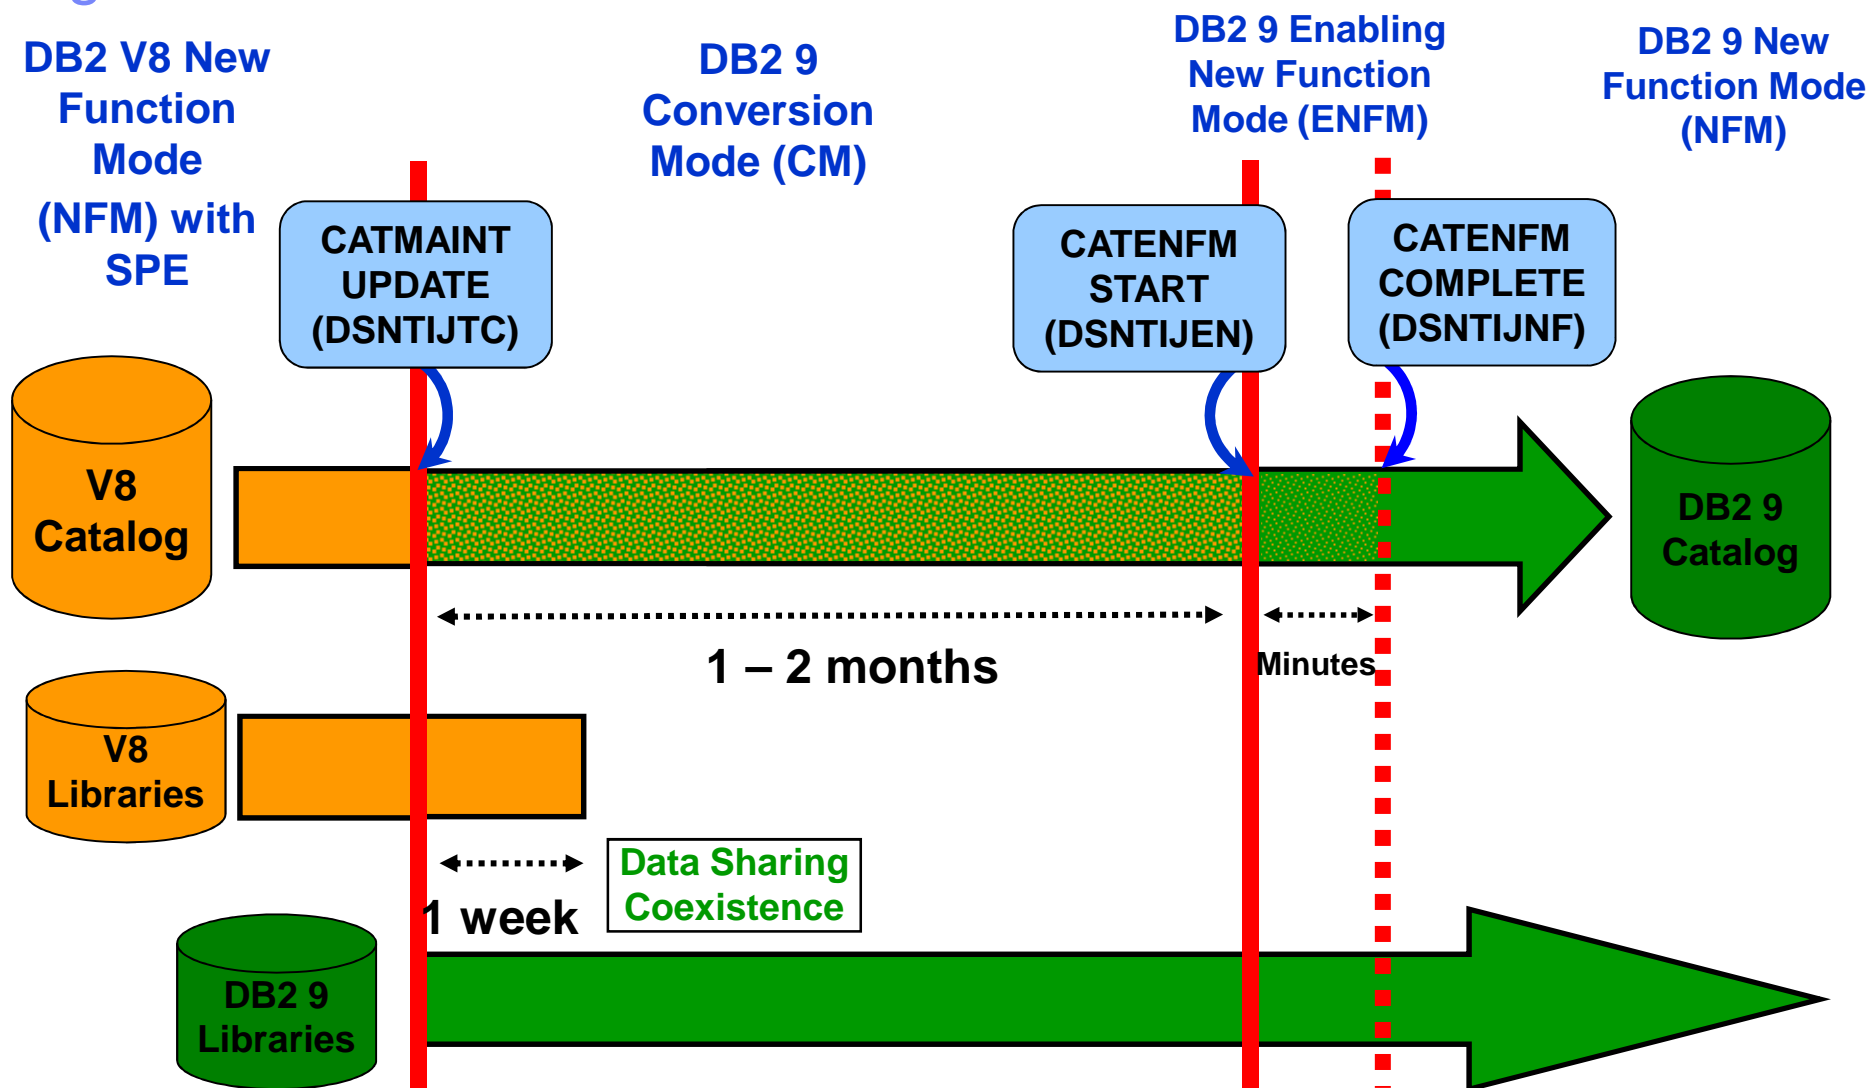 DB2 V8 New
Function
Mode
(NFM) with
SPE
DB2 9
Conversion
Mode (CM)
DB2 9 Enabling
New Function
Mode (ENFM)
DB2 9 New
Function Mode
(NFM)
CATMAINT
UPDATE
(DSNTIJTC)
CATENFM
START
(DSNTIJEN)
CATENFM
COMPLETE
(DSNTIJNF)
V8
Catalog
DB2 9
Catalog
1 – 2 months
Minutes
V8
Libraries
1 week
Data Sharing
Coexistence
DB2 9
Libraries